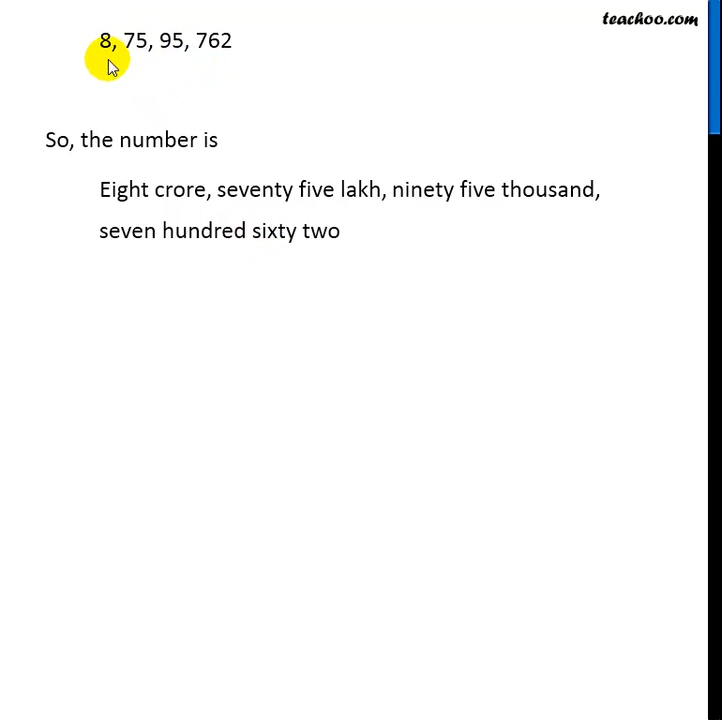 teachoo.com
8, 75, 95, 762
So, the number is
Eight crore, seventy five lakh, ninety five thousand,
seven hundred sixty two